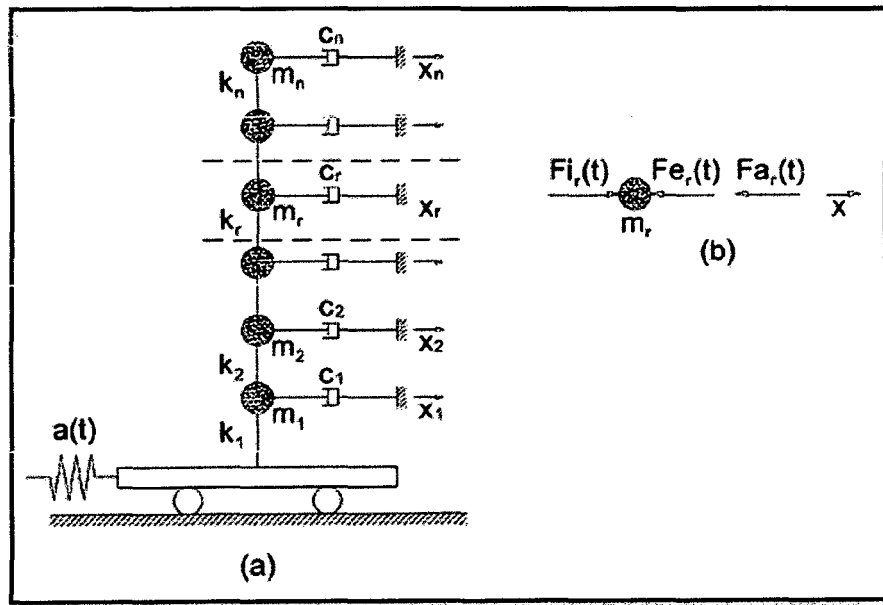 cₙ
kₙ
mₙ
xₙ
cᵣ
kᵣ
mᵣ
xᵣ
c₂
k₂
m₂
x₂
c₁
k₁
m₁
x₁
a(t)
(a)
Fiᵣ(t)
Feᵣ(t)
Faᵣ(t)
mᵣ
x
(b)